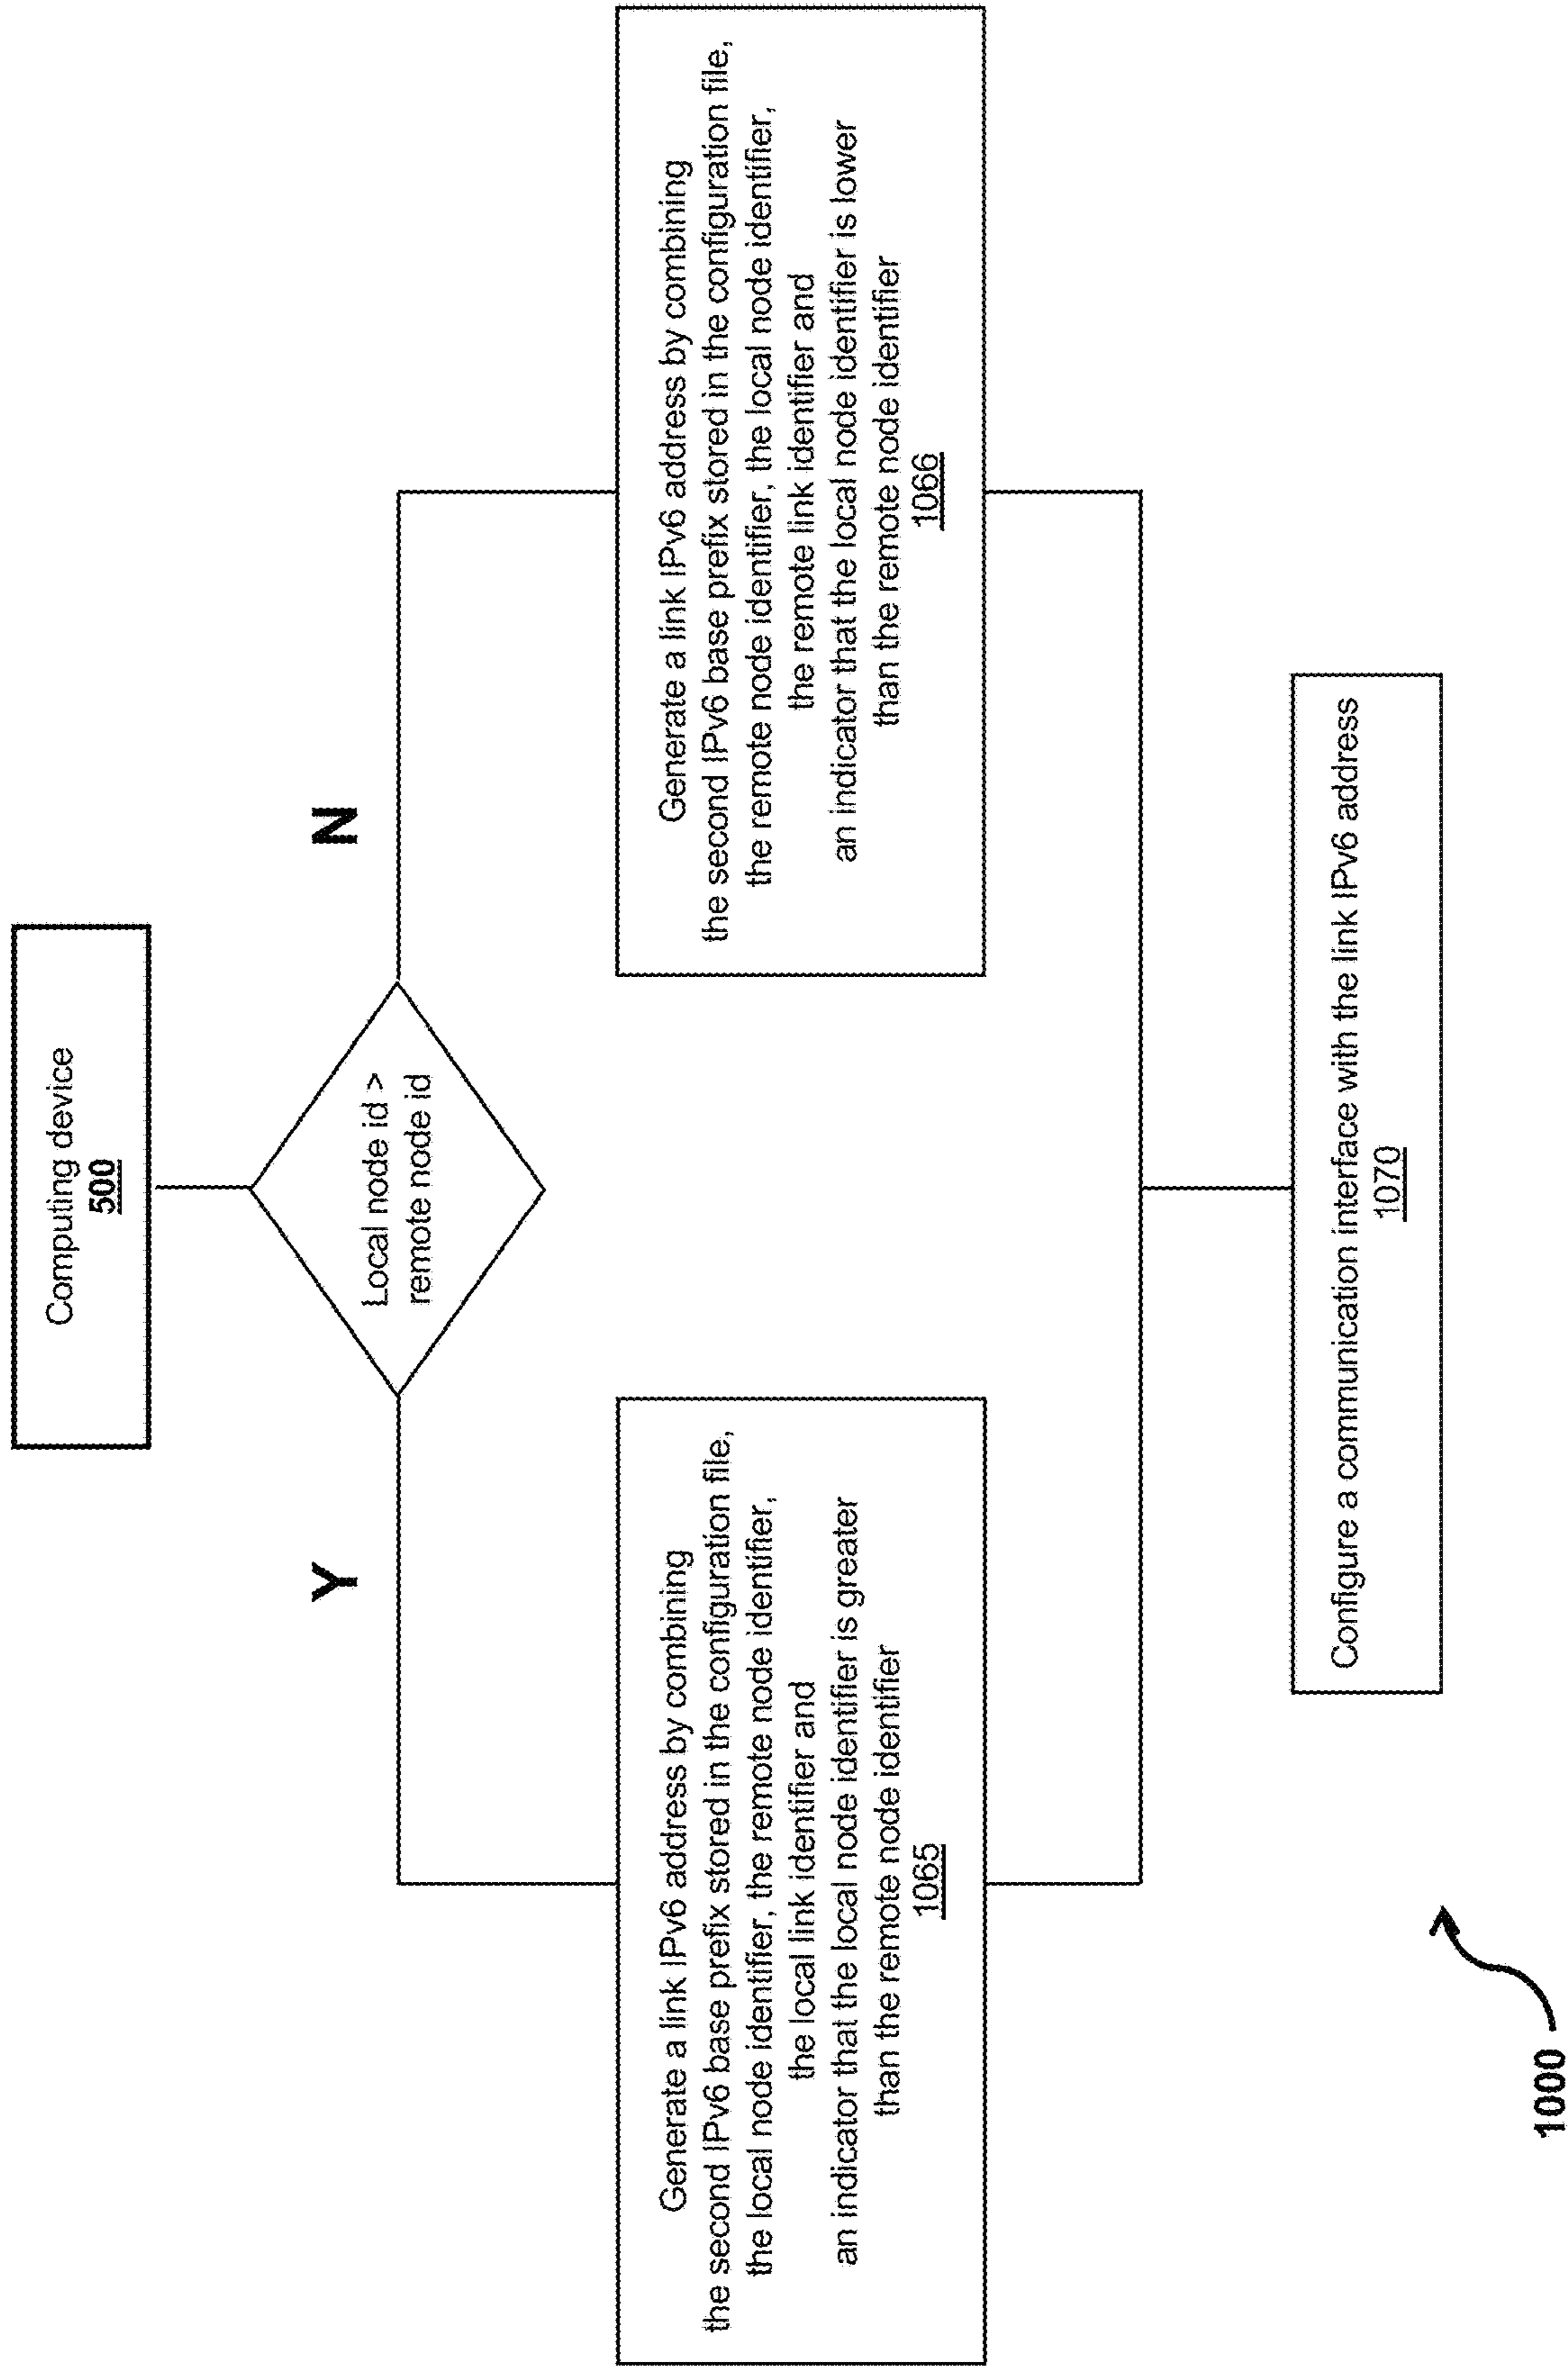 Computing device
500
Local node id >
remote node id
Y
N
Generate a link IPv6 address by combining
the second IPv6 base prefix stored in the configuration file,
the local node identifier, the remote node identifier,
the local link identifier and
an indicator that the local node identifier is greater
than the remote node identifier
1065
Generate a link IPv6 address by combining
the second IPv6 base prefix stored in the configuration file,
the remote node identifier, the local node identifier,
the remote link identifier and
an indicator that the local node identifier is lower
than the remote node identifier
1066
Configure a communication interface with the link IPv6 address
1070
1000